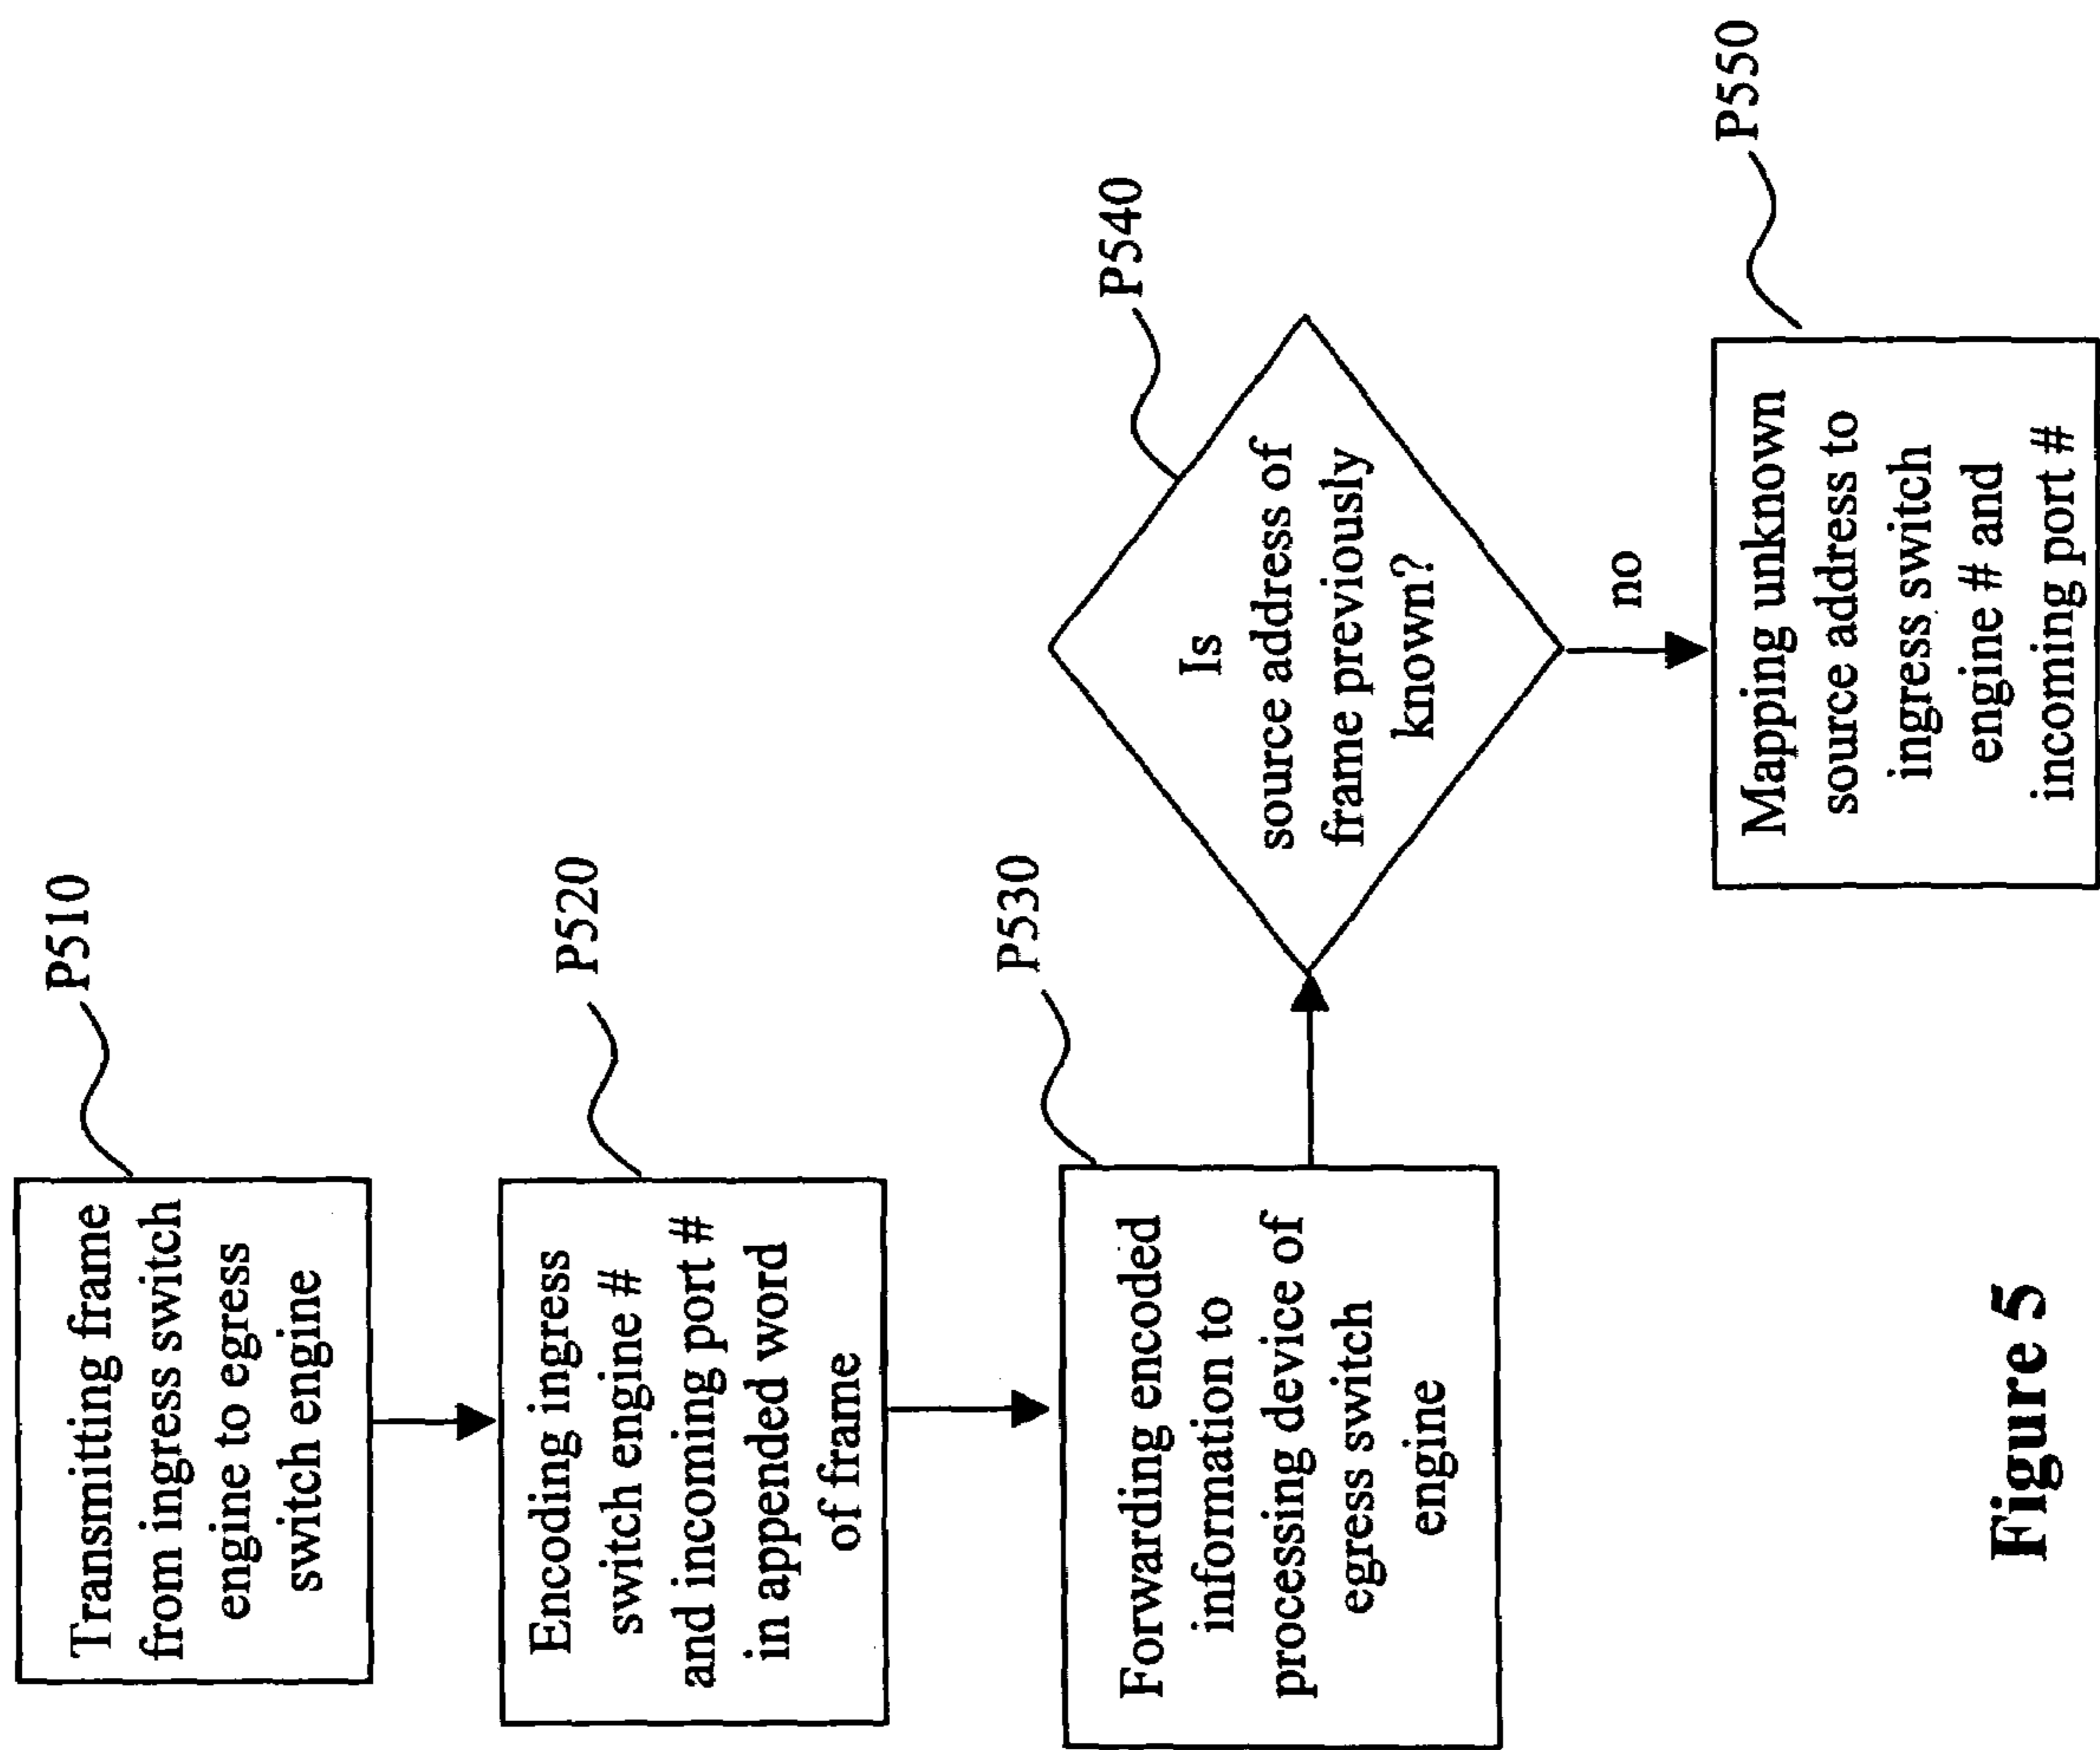 P510
Transmitting frame
from ingress switch
engine to egress
switch engine
P520
Encoding ingress
switch engine #
and incoming port #
in appended word
of frame
P530
Forwarding encoded
information to
processing device of
egress switch
engine
P540
Is
source address of
frame previously
known?
no
P550
Mapping unknown
source address to
ingress switch
engine # and
incoming port #
Figure 5